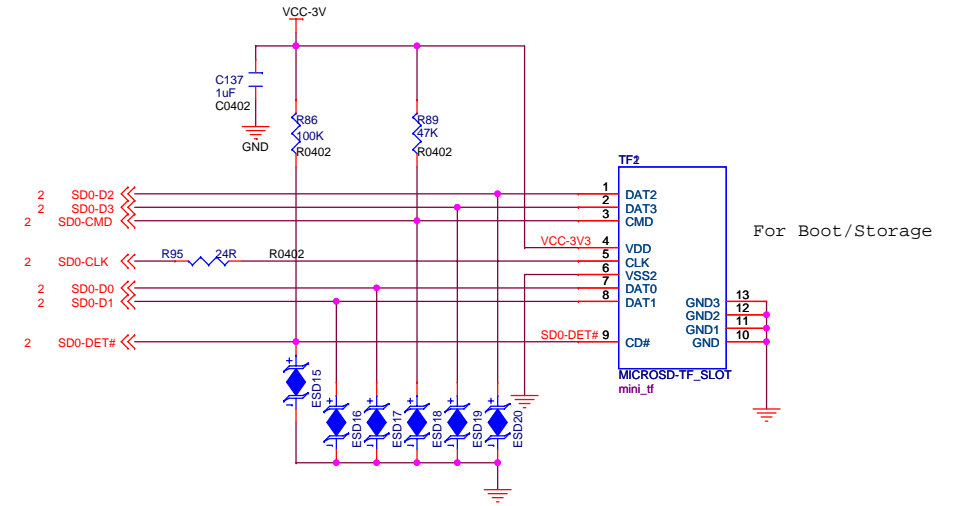 VCC-3V
C137
1uF
C0402
GND
R86
100K
R0402
R89
47K
R0402
2 SD0-D2
2 SD0-D3
2 SD0-CMD
2 SD0-CLK
R95 24R R0402
2 SD0-D0
2 SD0-D1
2 SD0-DET#
VCC-3V3
SD0-DET#
1 DAT2
2 DAT3
3 CMD
4 VDD
5 CLK
6 VSS2
7 DAT0
8 DAT1
9 CD#
GND3 13
GND2 12
GND1 11
GND 10
MICROSD-TF_SLOT
mini_tf
For Boot/Storage
ESD15
ESD16
ESD17
ESD18
ESD19
ESD20